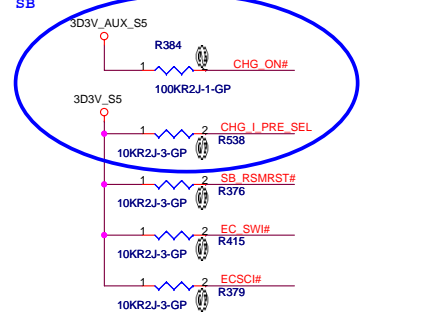 SB
3D3V_AUX_S5
R384
1 2 CHG_ON#
100KR2J-1-GP
3D3V_S5
1 2 CHG_I_PRE_SEL
10KR2J-3-GP R538
1 2 SB_RSMRST#
10KR2J-3-GP R376
1 2 EC_SWI#
10KR2J-3-GP R415
1 2 ECSCI#
10KR2J-3-GP R379